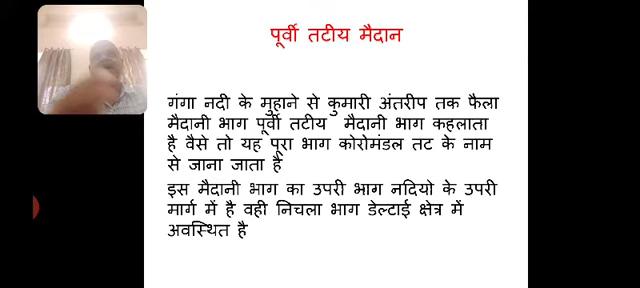 पूर्वी तटीय मैदान
गंगा नदी के मुहाने से कुमारी अंतरीप तक फैला
मैदानी भाग पूर्वी तटीय मैदानी भाग कहलाता
है वैसे तो यह पूरा भाग कोरोमंडल तट के नाम
से जाना जाता है
इस मैदानी भाग का उपरी भाग नदियो के उपरी
मार्ग में है वही निचला भाग डेल्टाई क्षेत्र में
अवस्थित है